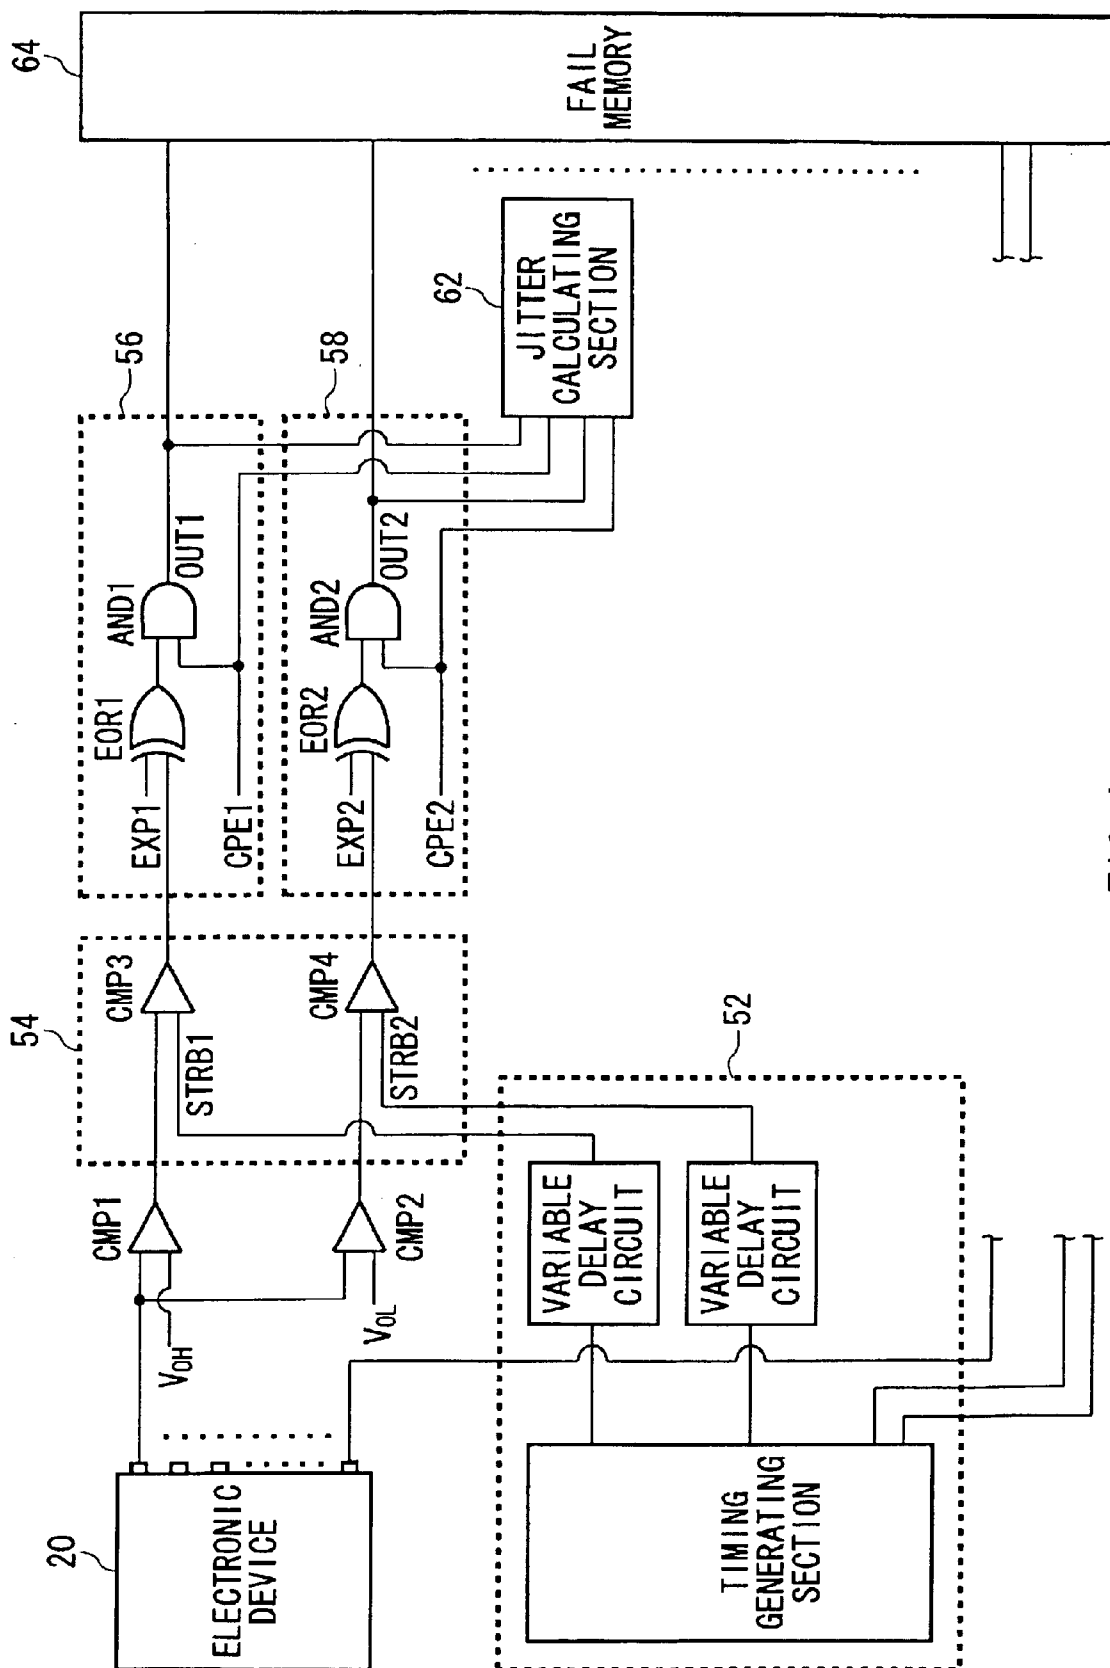 20
ELECTRONIC
DEVICE
VOH
VOL
CMP1
CMP2
54
CMP3
STRB1
CMP4
STRB2
56
EXP1
EOR1
AND1
OUT1
CPE1
58
EXP2
EOR2
AND2
OUT2
CPE2
62
JITTER
CALCULATING
SECTION
64
FAIL
MEMORY
52
VARIABLE
DELAY
CIRCUIT
VARIABLE
DELAY
CIRCUIT
TIMING
GENERATING
SECTION